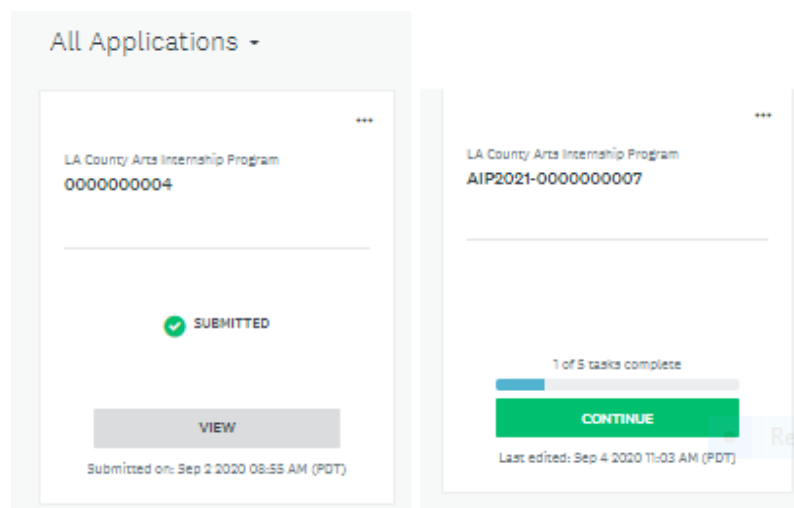 All Applications
LA County Arts Internship Program
0000000004
SUBMITTED
VIEW
Submitted on: Sep 2 2020 08:55 AM (PDT)
LA County Arts Internship Program
AIP2021-0000000007
1 of 5 tasks complete
CONTINUE
Last edited: Sep 4 2020 11:03 AM (PDT)
Re